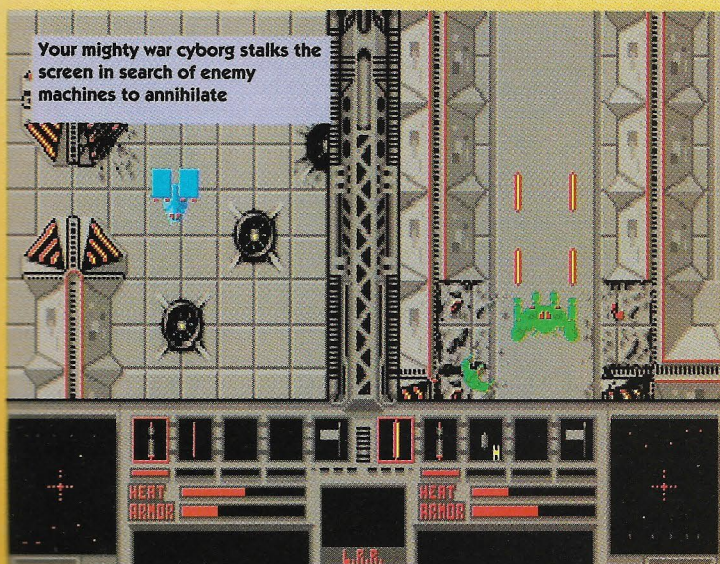 Your mighty war cyborg stalks the
screen in search of enemy
machines to annihilate
H
HEAT
ARMOR
HEAT
ARMOR
L.R.R.